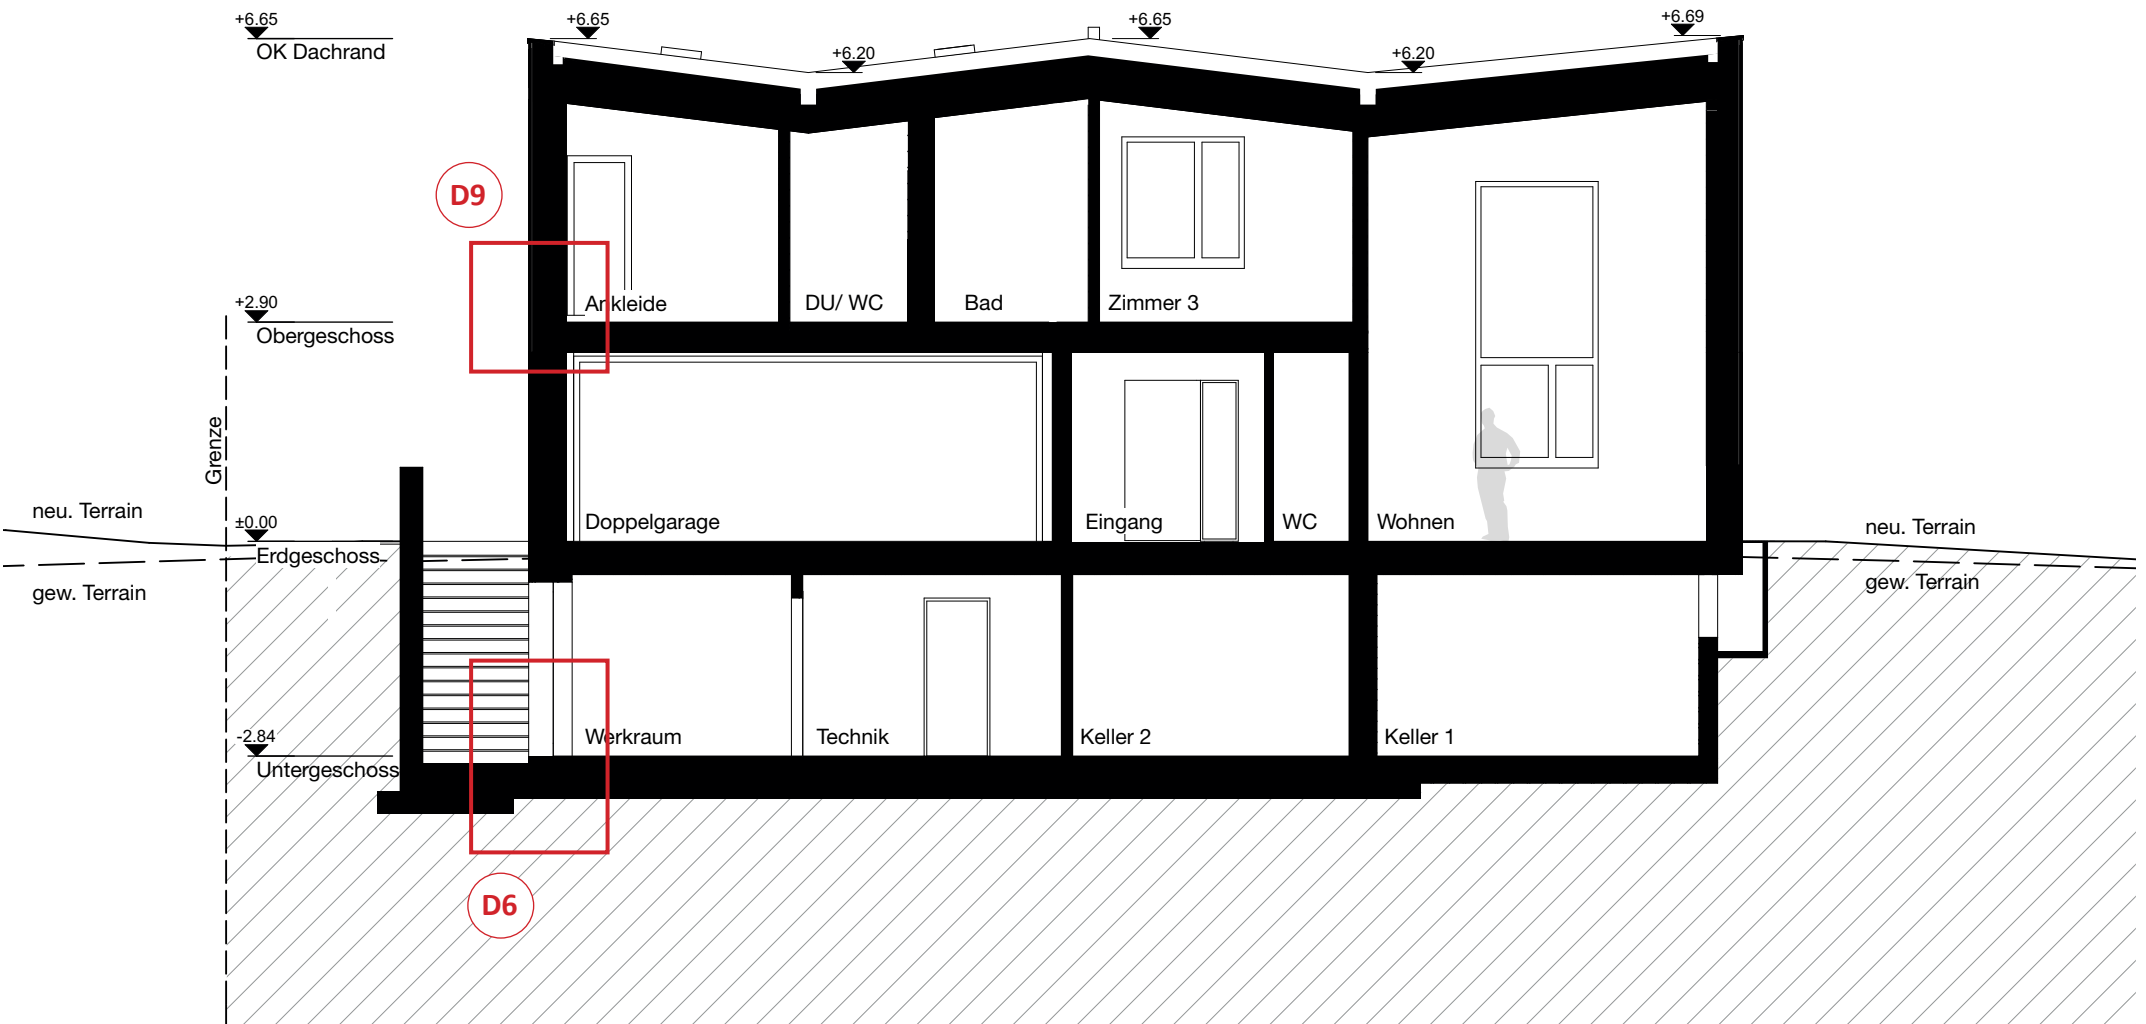 +6.65
+6.65
+6.65
+6.69
OK Dachrand
+6.20
+6.20
D9
+2.90
Obergeschoss
Ankleide
DU/ WC
Bad
Zimmer 3
Grenze
neu. Terrain
±0.00
Erdgeschoss
gew. Terrain
Doppelgarage
Eingang
WC
Wohnen
neu. Terrain
gew. Terrain
-2.84
Untergeschoss
Werkraum
Technik
Keller 2
Keller 1
D6